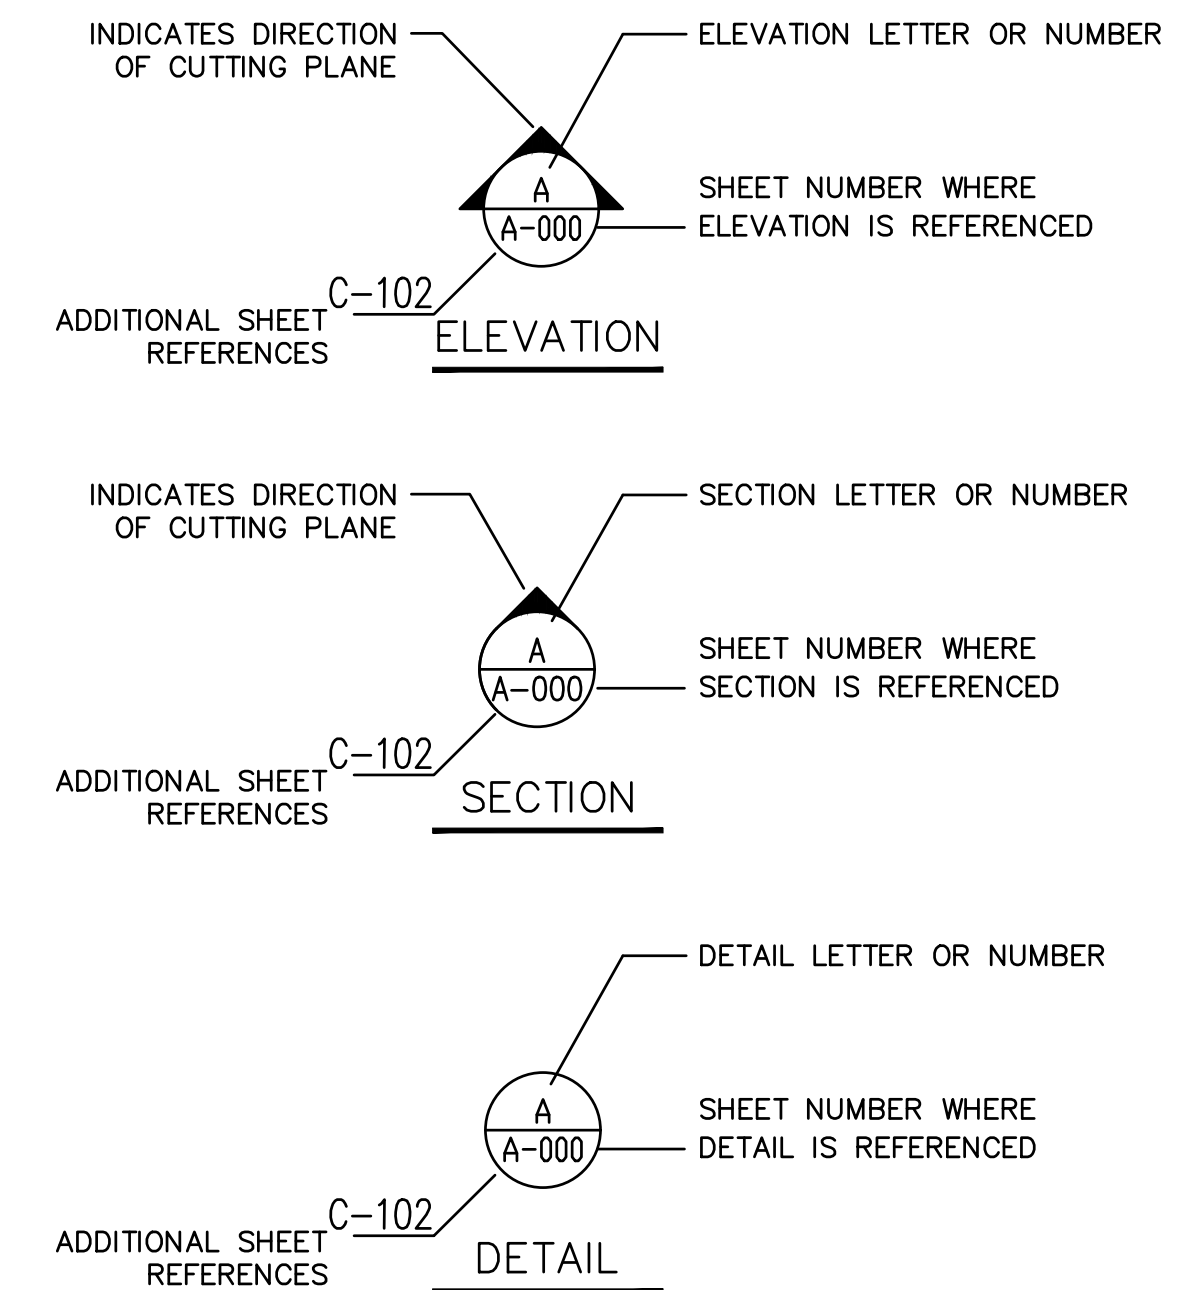 INDICATES DIRECTION
OF CUTTING PLANE
ELEVATION LETTER OR NUMBER
A
A-000
SHEET NUMBER WHERE
ELEVATION IS REFERENCED
C-102
ADDITIONAL SHEET
REFERENCES
ELEVATION
INDICATES DIRECTION
OF CUTTING PLANE
SECTION LETTER OR NUMBER
A
A-000
SHEET NUMBER WHERE
SECTION IS REFERENCED
C-102
ADDITIONAL SHEET
REFERENCES
SECTION
DETAIL LETTER OR NUMBER
A
A-000
SHEET NUMBER WHERE
DETAIL IS REFERENCED
C-102
ADDITIONAL SHEET
REFERENCES
DETAIL